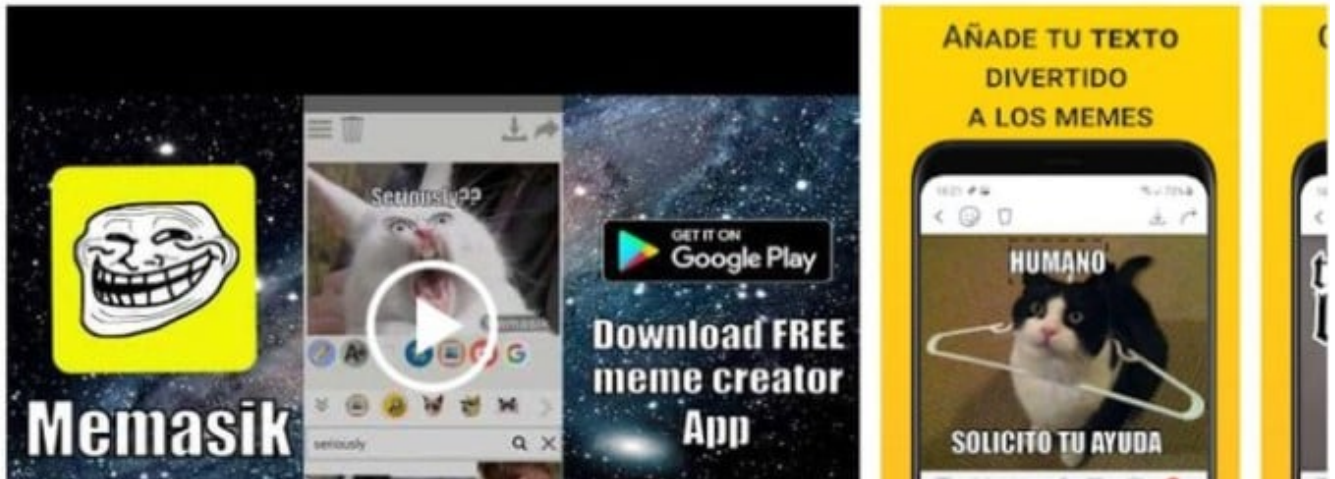 Memasik
Seriously??
seriously
GET IT ON
Google Play
Download FREE
meme creator
App
AÑADE TU TEXTO
DIVERTIDO
A LOS MEMES
HUMANO
SOLICITO TU AYUDA